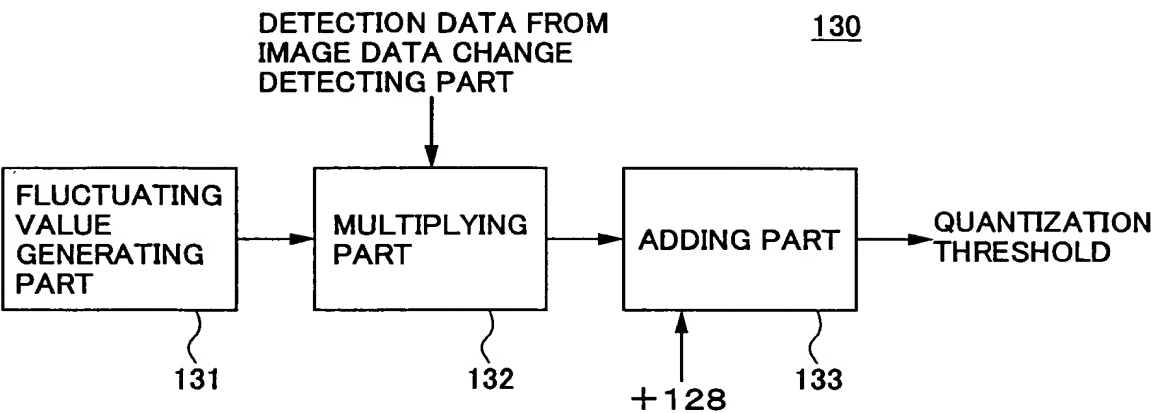 DETECTION DATA FROM
IMAGE DATA CHANGE
DETECTING PART
130
FLUCTUATING
VALUE
GENERATING
PART
MULTIPLYING
PART
ADDING PART
QUANTIZATION
THRESHOLD
131
132
133
+128